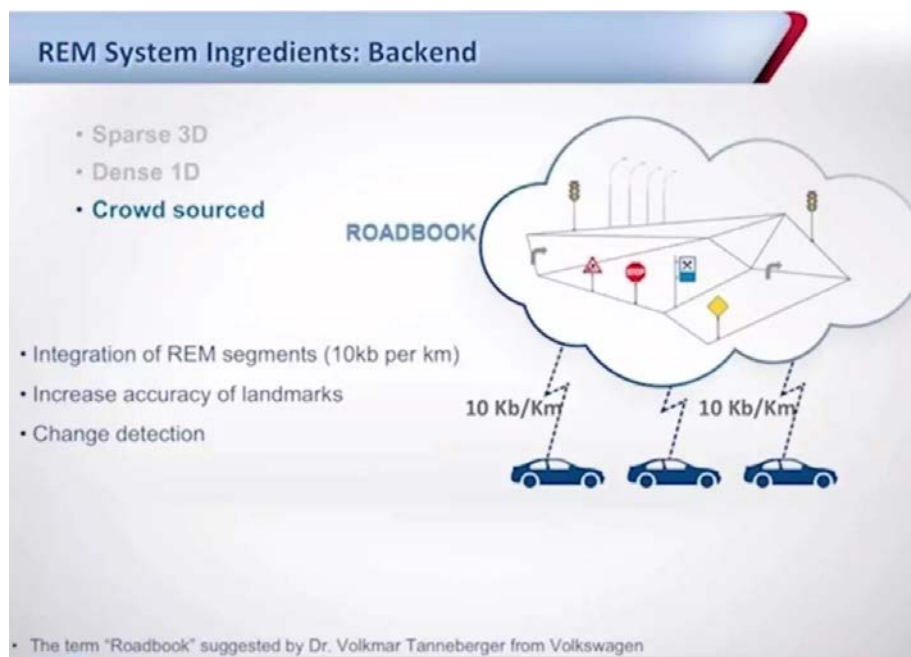 REM System Ingredients: Backend
• Sparse 3D
• Dense 1D
• Crowd sourced
ROADBOOK
STOP
• Integration of REM segments (10kb per km)
• Increase accuracy of landmarks
• Change detection
10 Kb/Km
10 Kb/Km
• The term "Roadbook" suggested by Dr. Volkmar Tanneberger from Volkswagen